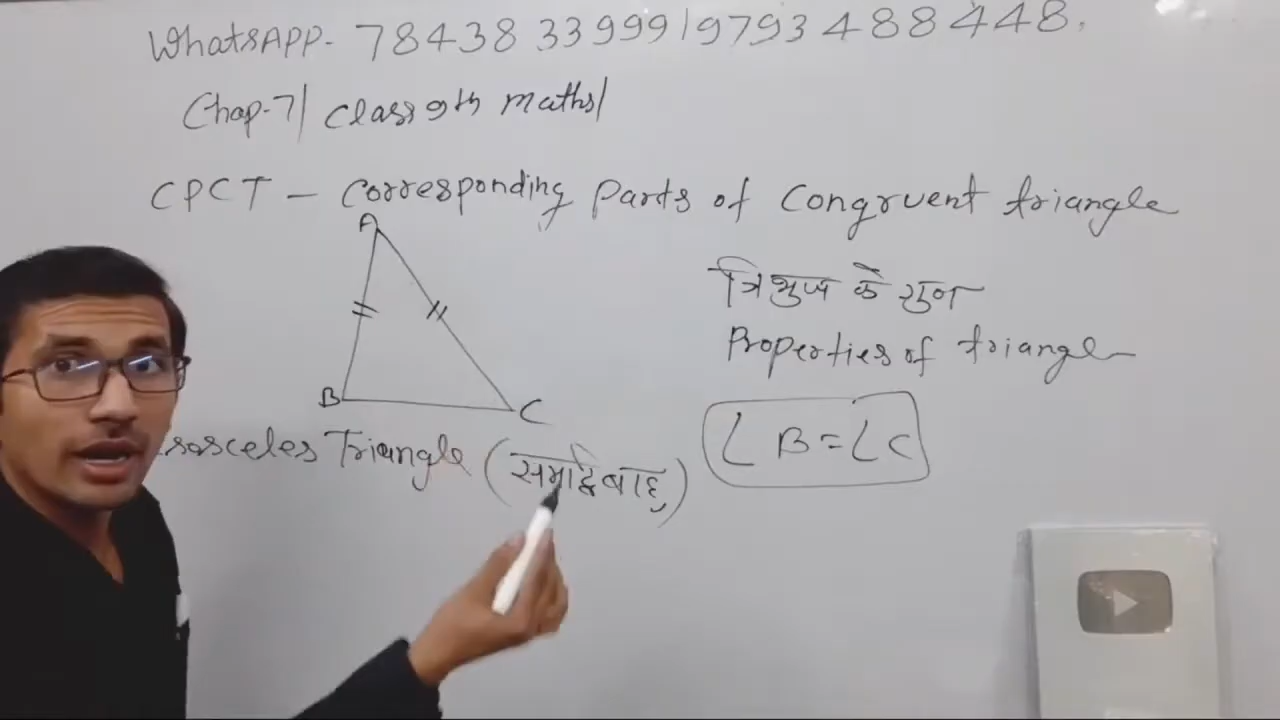 WhatsAPP- 7843833999/9793488448.
Chap-7/ Class 9th maths/
CPCT - Corresponding Parts of Congruent triangle
A
त्रिभुज के गुण
Properties of triangle
B
C
∠B=∠C
sosceles Triangle (समद्विबाहु)